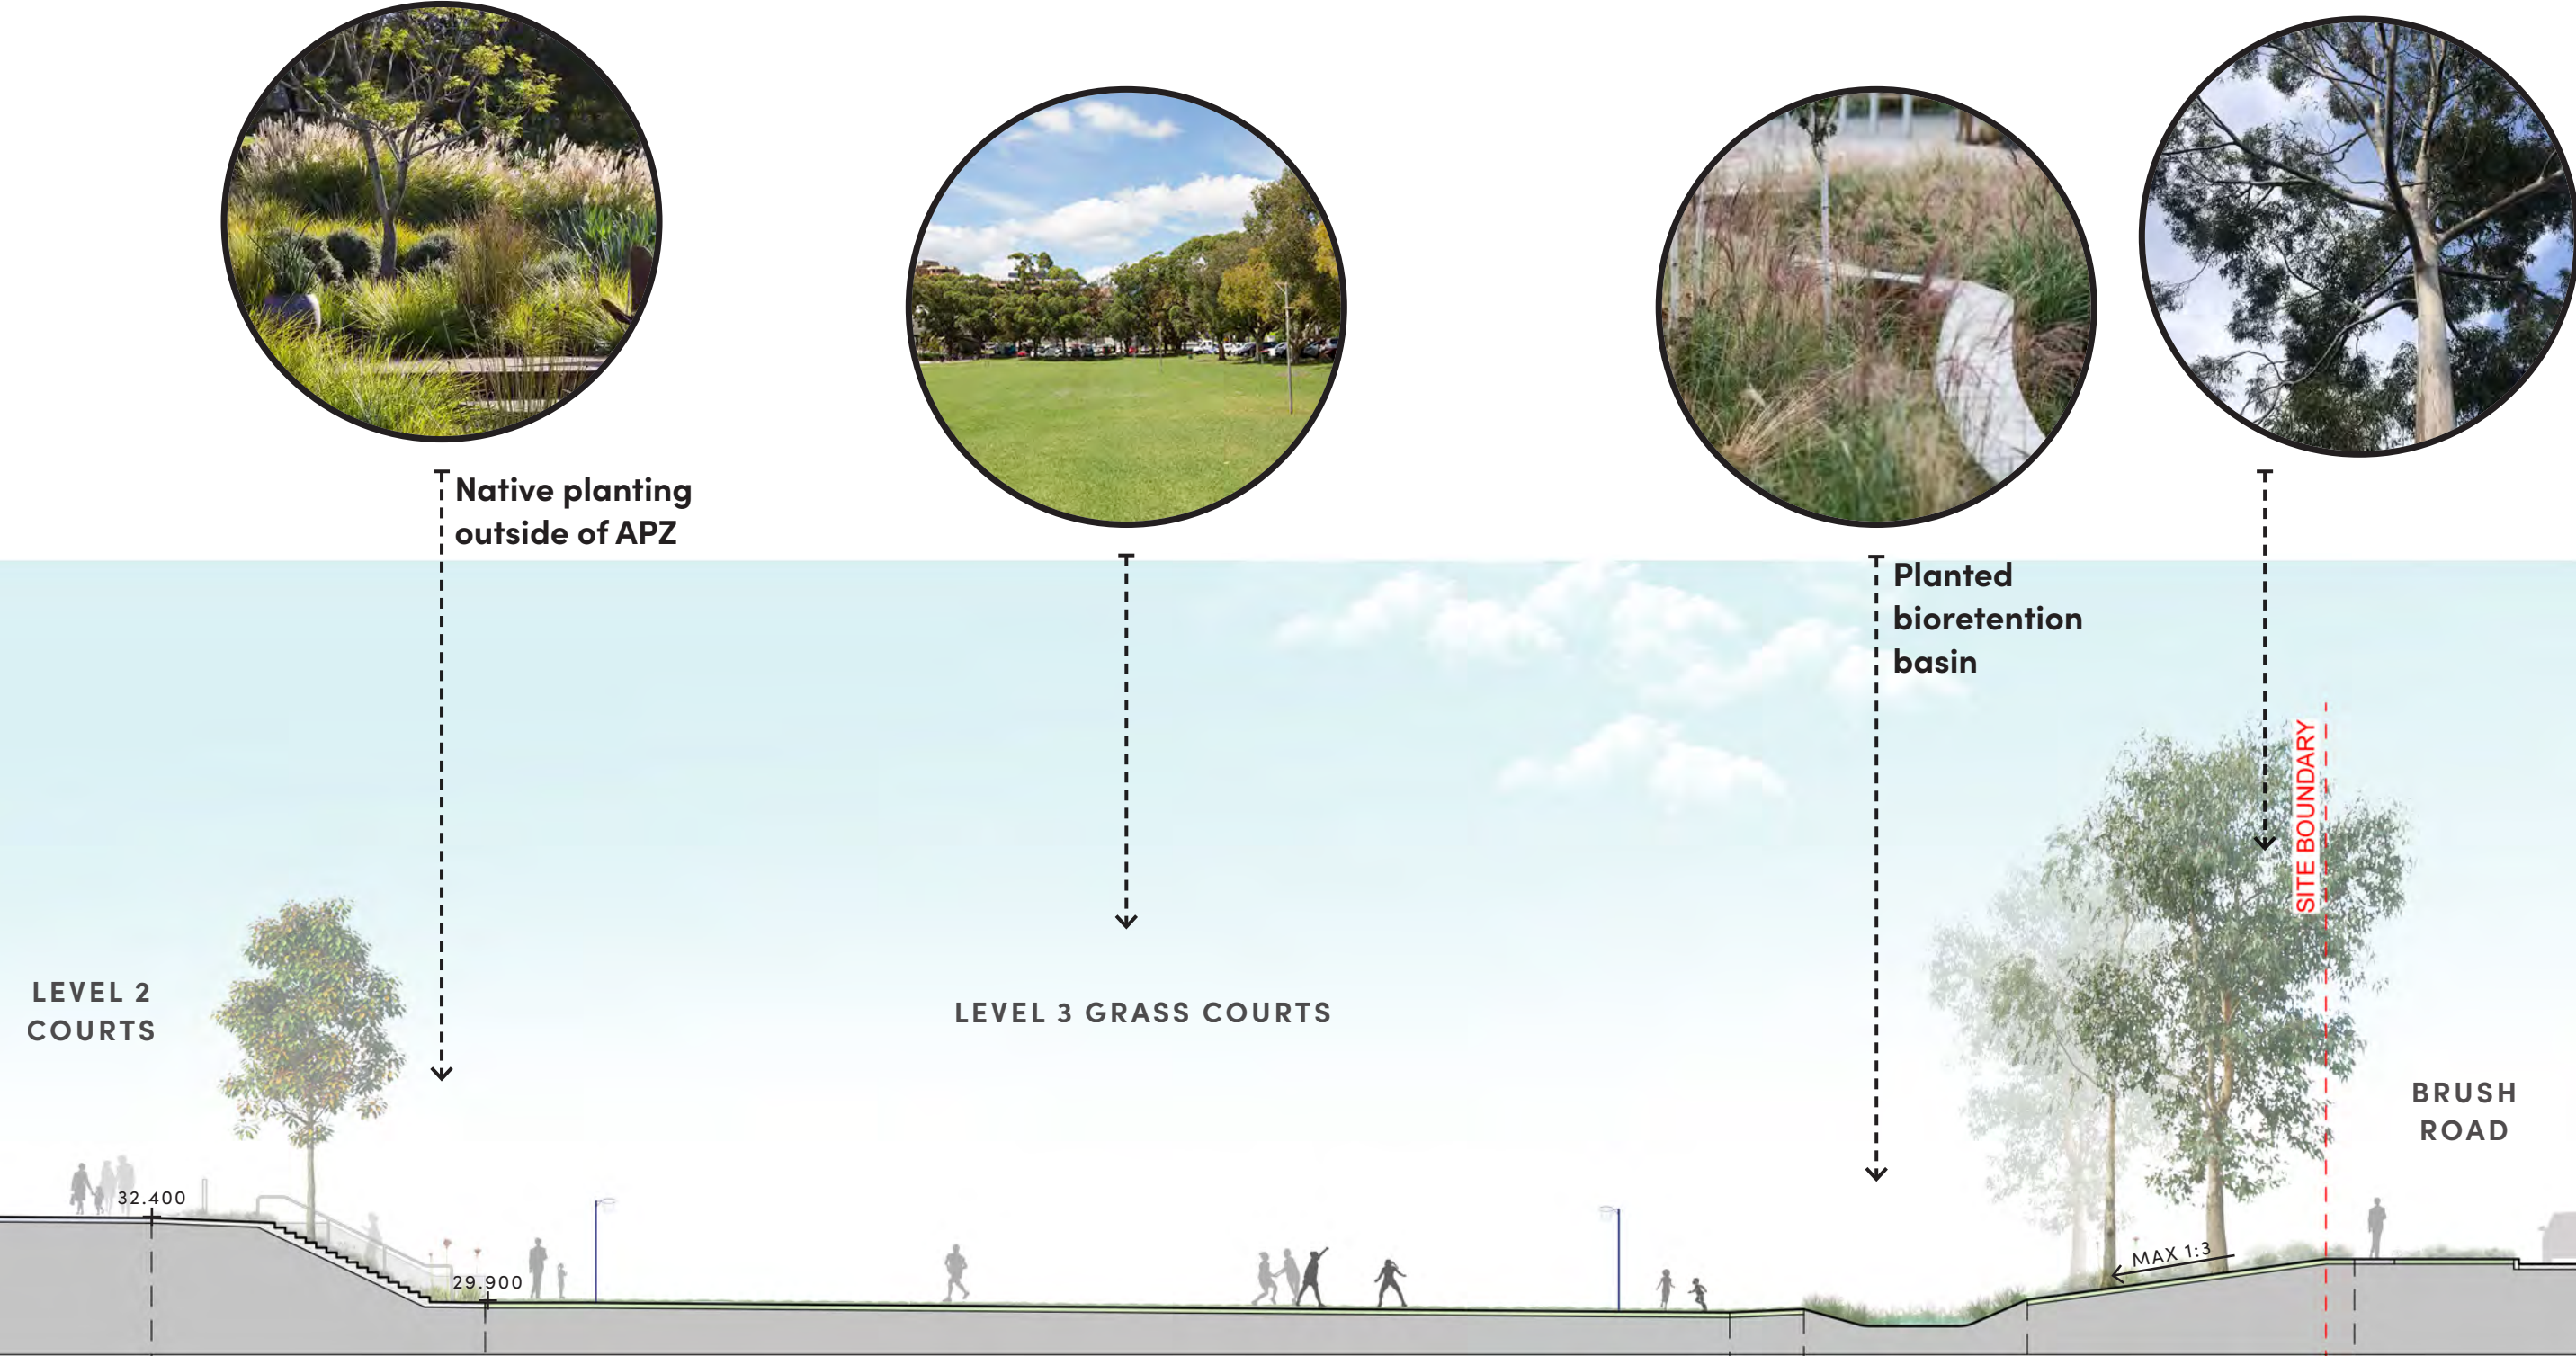 Native planting
outside of APZ
Planted
bioretention
basin
SITE BOUNDARY
LEVEL 2
COURTS
LEVEL 3 GRASS COURTS
BRUSH
ROAD
32.400
29.900
MAX 1:3